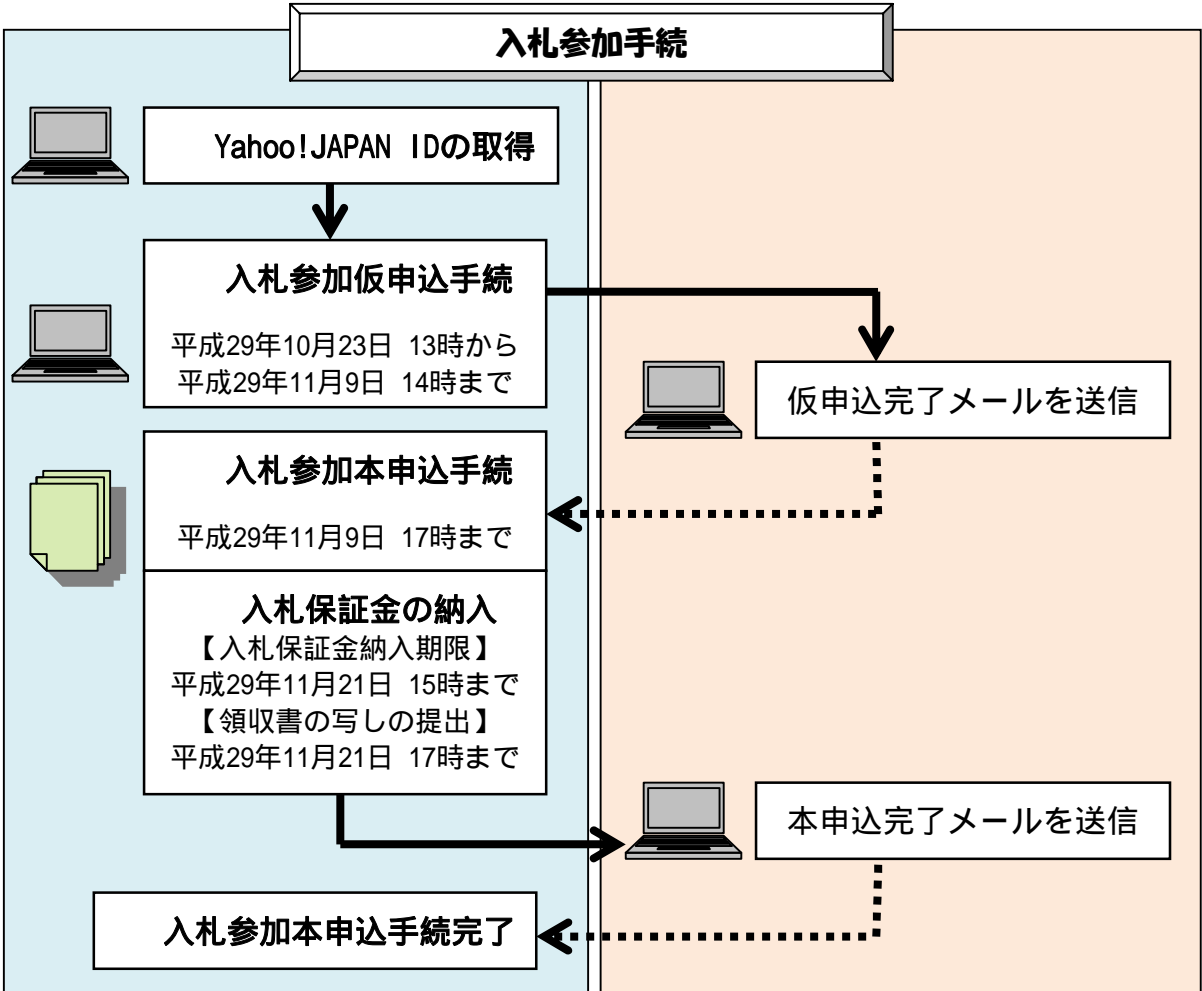 入札参加手続
Yahoo!JAPAN IDの取得
入札参加仮申込手続
平成29年10月23日 13時から
平成29年11月9日 14時まで
仮申込完了メールを送信
入札参加本申込手続
平成29年11月9日 17時まで
入札保証金の納入
【入札保証金納入期限】
平成29年11月21日 15時まで
【領収書の写しの提出】
平成29年11月21日 17時まで
本申込完了メールを送信
入札参加本申込手続完了